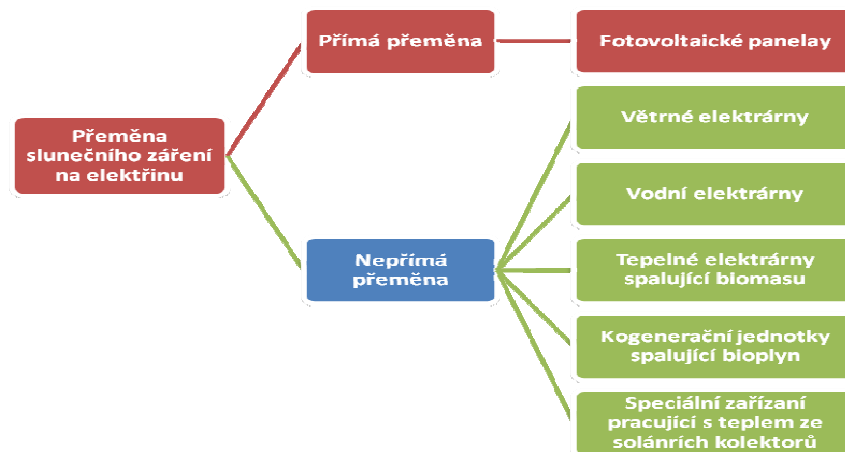 Přeměna
slunečního záření
na elektřinu
Přímá přeměna
Nepřímá
přeměna
Fotovoltaické panelay
Větrné elektrárny
Vodní elektrárny
Tepelné elektrárny
spalující biomasu
Kogenerační jednotky
spalující bioplyn
Speciální zařízaní
pracující s teplem ze
solánrích kolektorů